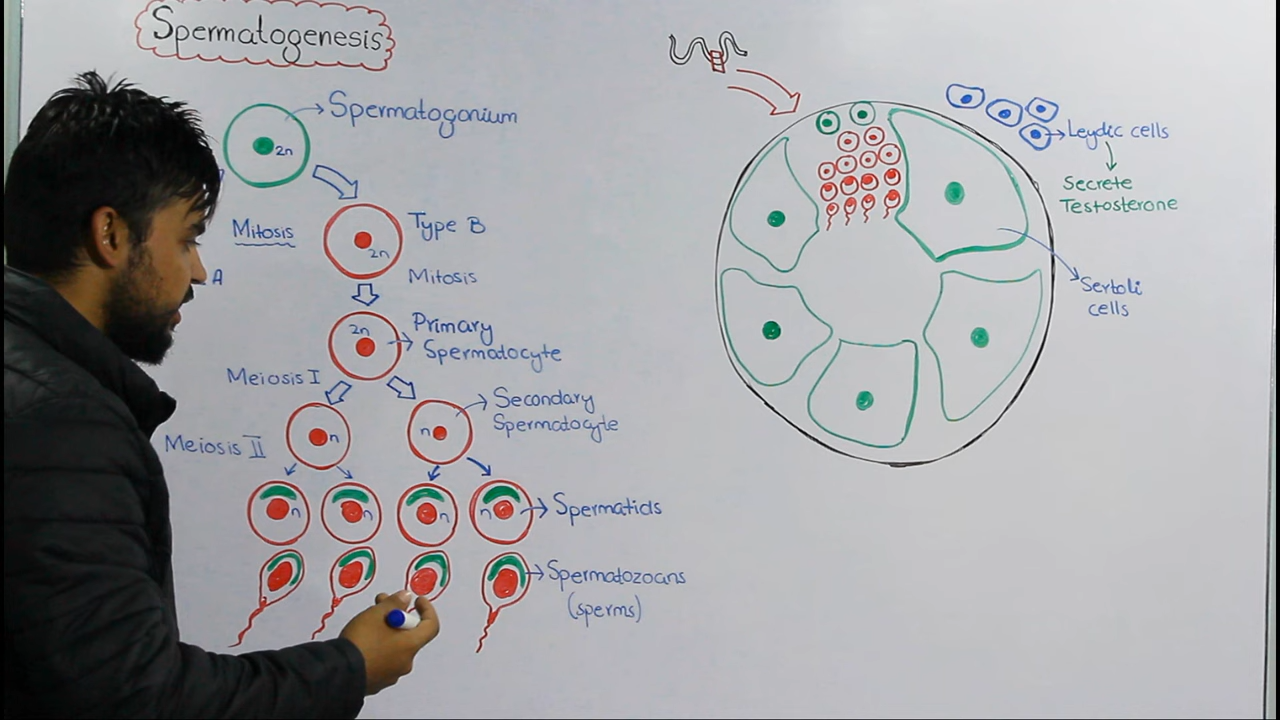 Spermatogenesis
Spermatogonium
2n
Mitosis
A
Type B
2n
Mitosis
2n
Primary
Spermatocyte
Meiosis I
n
n
Secondary
Spermatocyte
Meiosis II
n
n
n
n
Spermatids
Spermatozoans
(sperms)
Leydic cells
Secrete
Testosterone
Sertoli
cells